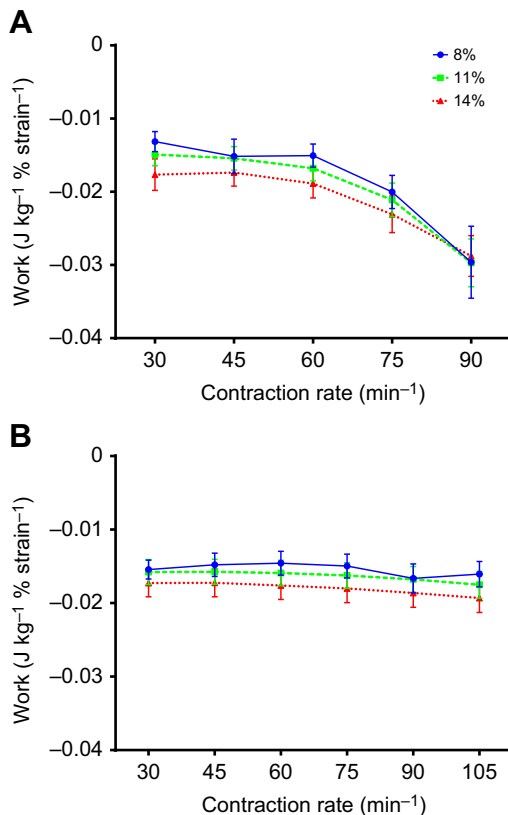 A
0
8%
11%
14%
−0.01
−0.02
−0.03
−0.04
Work (J kg⁻¹ % strain⁻¹)
30 45 60 75 90
Contraction rate (min⁻¹)
B
0
−0.01
−0.02
−0.03
−0.04
Work (J kg⁻¹ % strain⁻¹)
30 45 60 75 90 105
Contraction rate (min⁻¹)